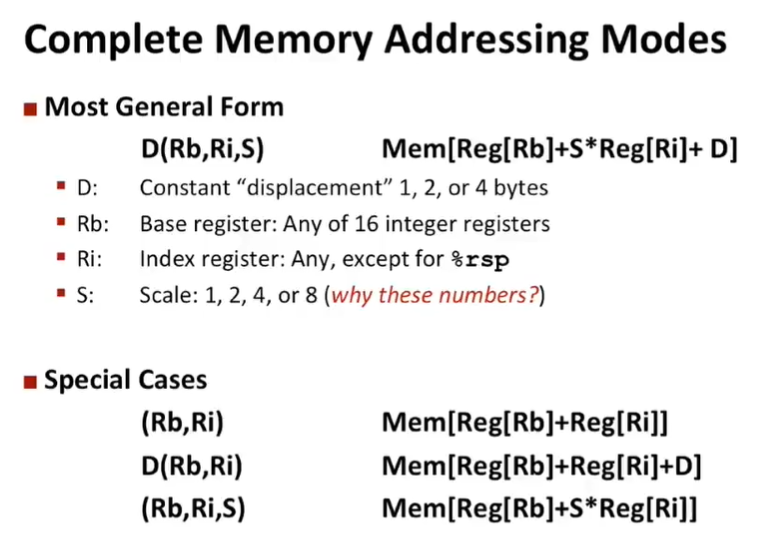 Complete Memory Addressing Modes
Most General Form
D(Rb,Ri,S) Mem[Reg[Rb]+S*Reg[Ri]+ D]
D: Constant “displacement” 1, 2, or 4 bytes
Rb: Base register: Any of 16 integer registers
Ri: Index register: Any, except for %rsp
S: Scale: 1, 2, 4, or 8 (why these numbers?)
Special Cases
(Rb,Ri) Mem[Reg[Rb]+Reg[Ri]]
D(Rb,Ri) Mem[Reg[Rb]+Reg[Ri]+D]
(Rb,Ri,S) Mem[Reg[Rb]+S*Reg[Ri]]